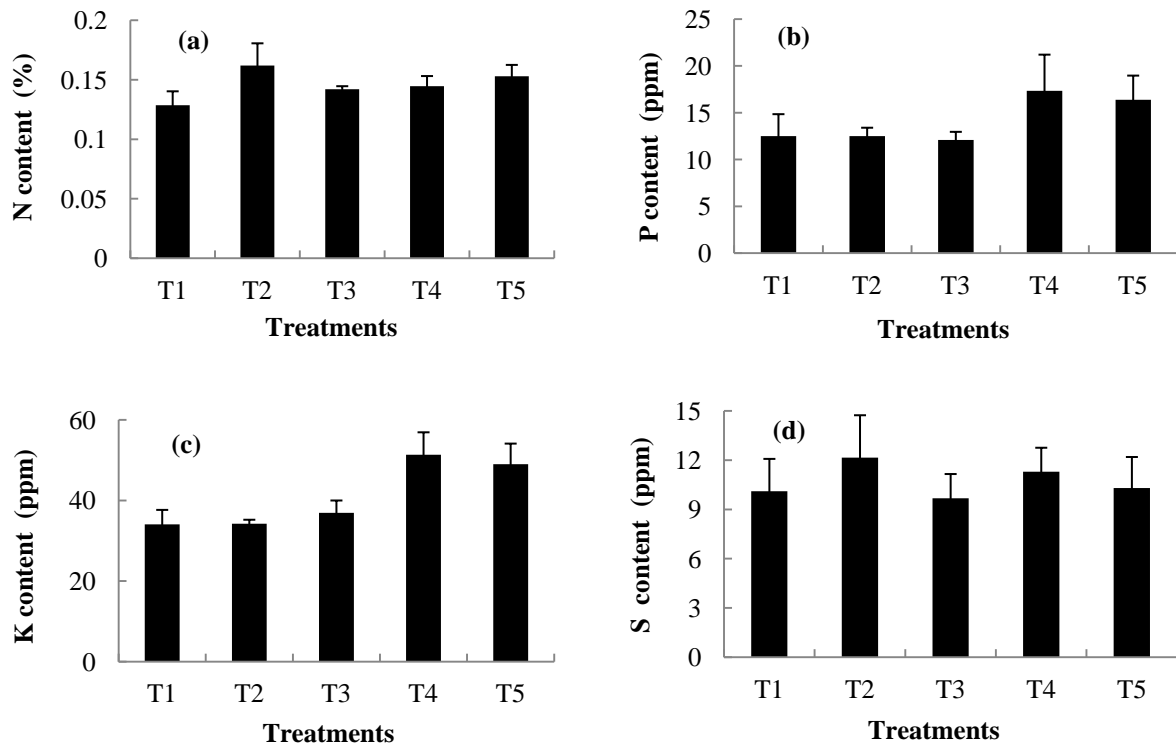 (a)
N content (%)
0.2
0.15
0.1
0.05
0
T1 T2 T3 T4 T5
Treatments
(b)
P content (ppm)
25
20
15
10
5
0
T1 T2 T3 T4 T5
Treatments
(c)
K content (ppm)
60
40
20
0
T1 T2 T3 T4 T5
Treatments
(d)
S content (ppm)
15
12
9
6
3
0
T1 T2 T3 T4 T5
Treatments